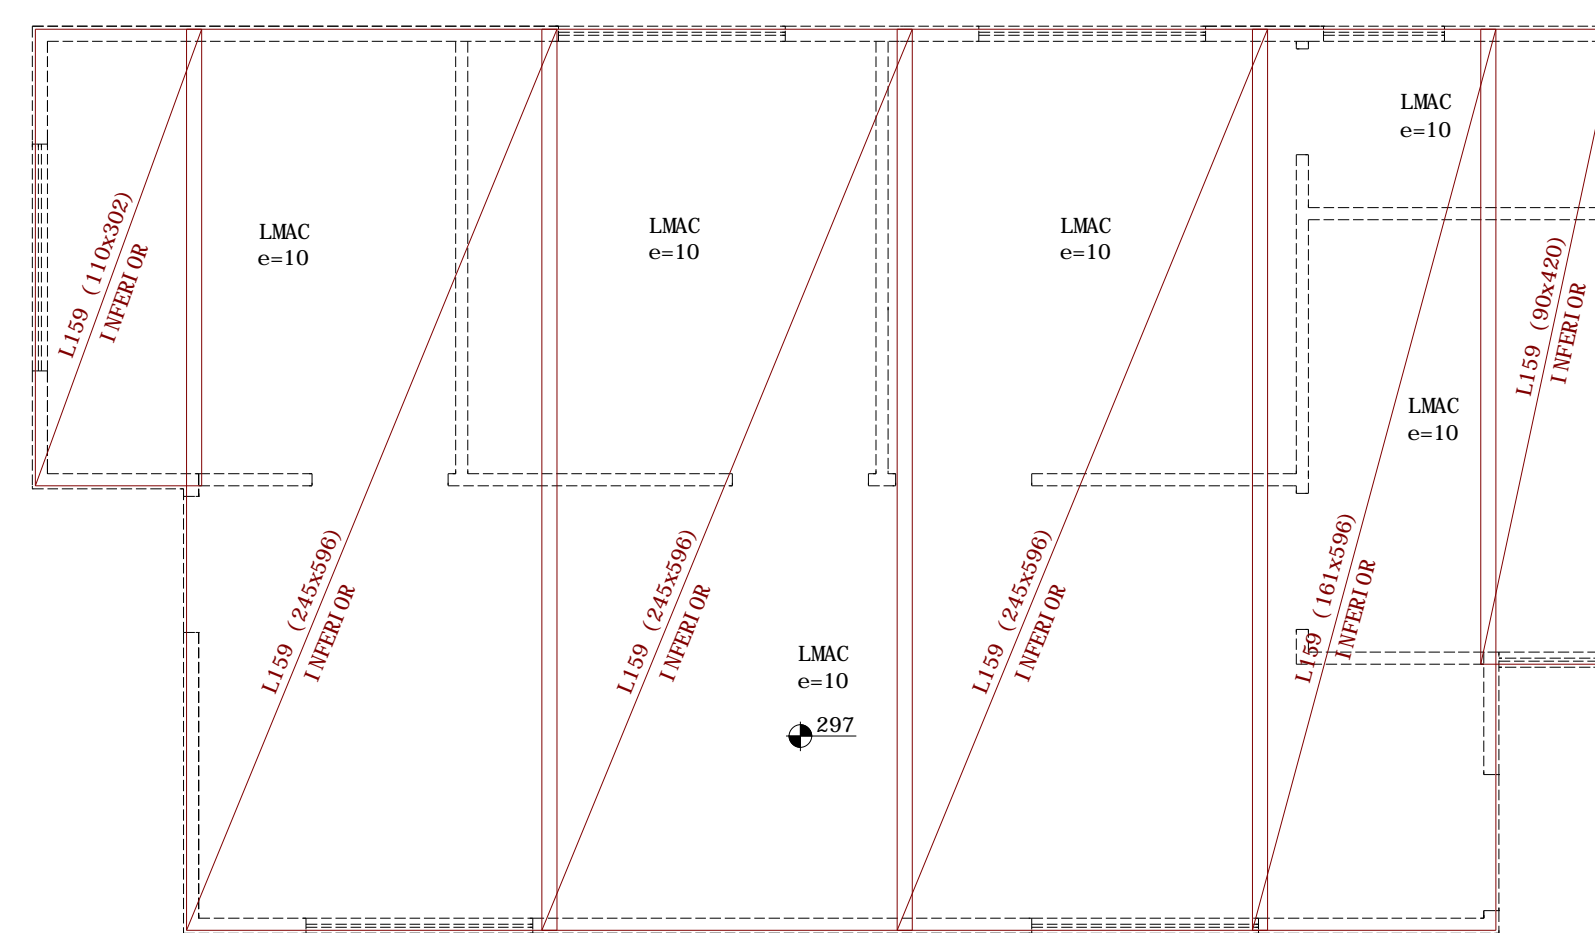 LMAC
e=10
L159 (110x302)
INFERIOR
LMAC
e=10
LMAC
e=10
LMAC
e=10
L159 (90x420)
INFERIOR
LMAC
e=10
L159 (245x596)
INFERIOR
L159 (245x596)
INFERIOR
L159 (245x596)
INFERIOR
L159 (161x596)
INFERIOR
LMAC
e=10
297